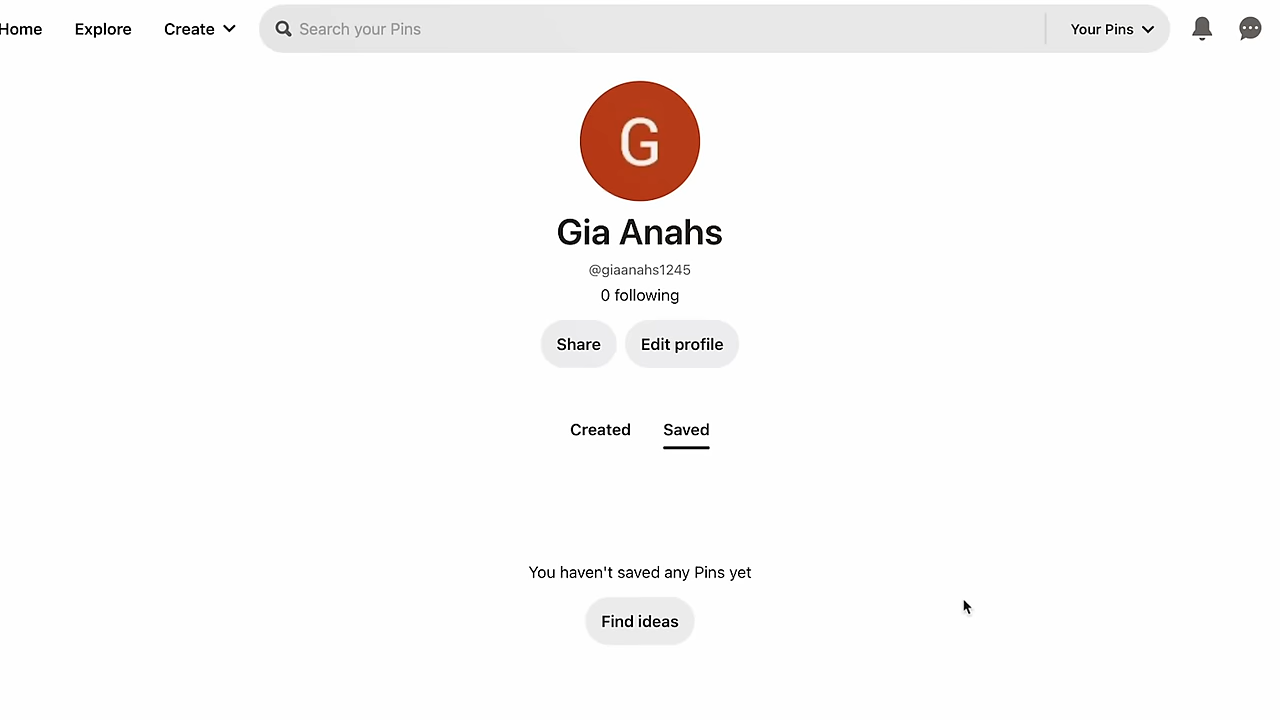 Home Explore Create Search your Pins Your Pins
G
Gia Anahs
@giaanahs1245
0 following
Share Edit profile
Created Saved
You haven't saved any Pins yet
Find ideas